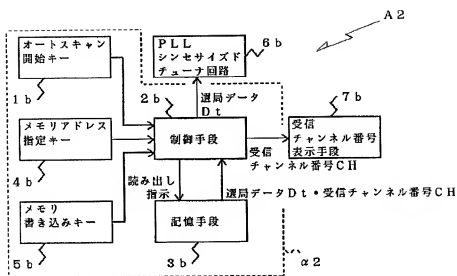 A2
オートスキャン
開始キー
1b
PLL
シンセサイズド
チューナ回路
6b
選局データ
Dt
2b
制御手段
7b
受信
チャンネル番号
表示手段
受信
チャンネル番号CH
メモリアドレス
指定キー
4b
読み出し
指示
選局データDt・受信チャンネル番号CH
メモリ
書き込みキー
5b
記憶手段
3b
α2